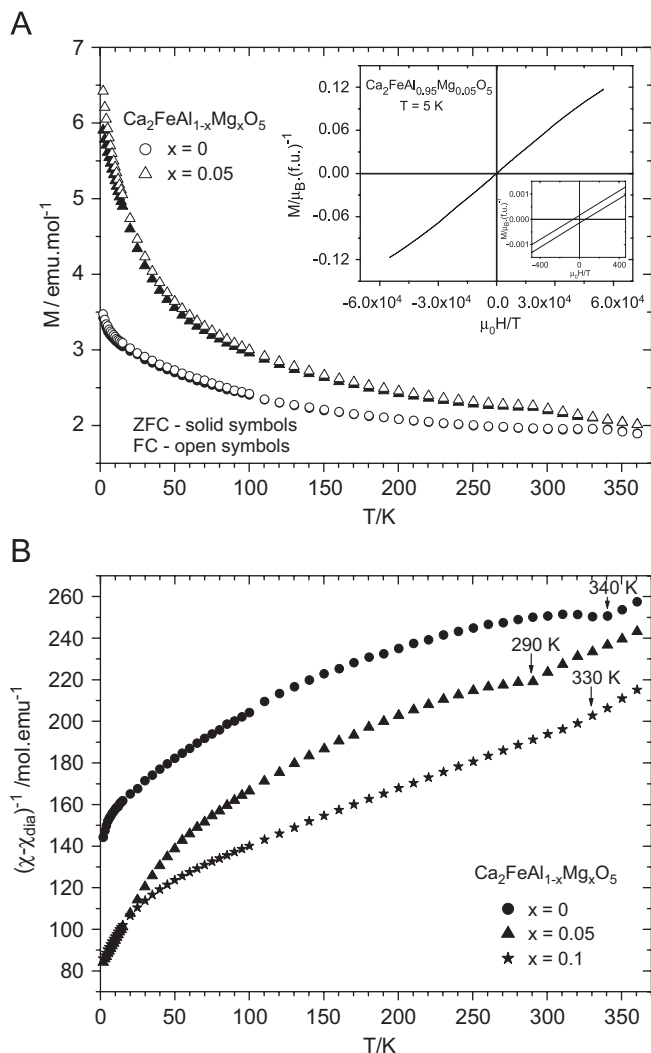 A
M / emu.mol⁻¹
7
6
5
4
3
2
Ca₂FeAl₁₋ₓMgₓO₅
x = 0
x = 0.05
ZFC - solid symbols
FC - open symbols
0 50 100 150 200 250 300 350
T/K
M/μB.(f.u.)⁻¹
0.12
0.06
0.00
-0.06
-0.12
Ca₂FeAl₀.₉₅Mg₀.₀₅O₅
T = 5 K
-6.0x10⁴ -3.0x10⁴ 0.0 3.0x10⁴ 6.0x10⁴
μ₀H/T
M/μB.(f.u.)⁻¹
0.001
0.000
-0.001
-400 0 400
μ₀H/T
B
(χ-χdia)⁻¹ /mol.emu⁻¹
260
240
220
200
180
160
140
120
100
80
340 K
290 K
330 K
Ca₂FeAl₁₋ₓMgₓO₅
x = 0
x = 0.05
x = 0.1
0 50 100 150 200 250 300 350
T/K